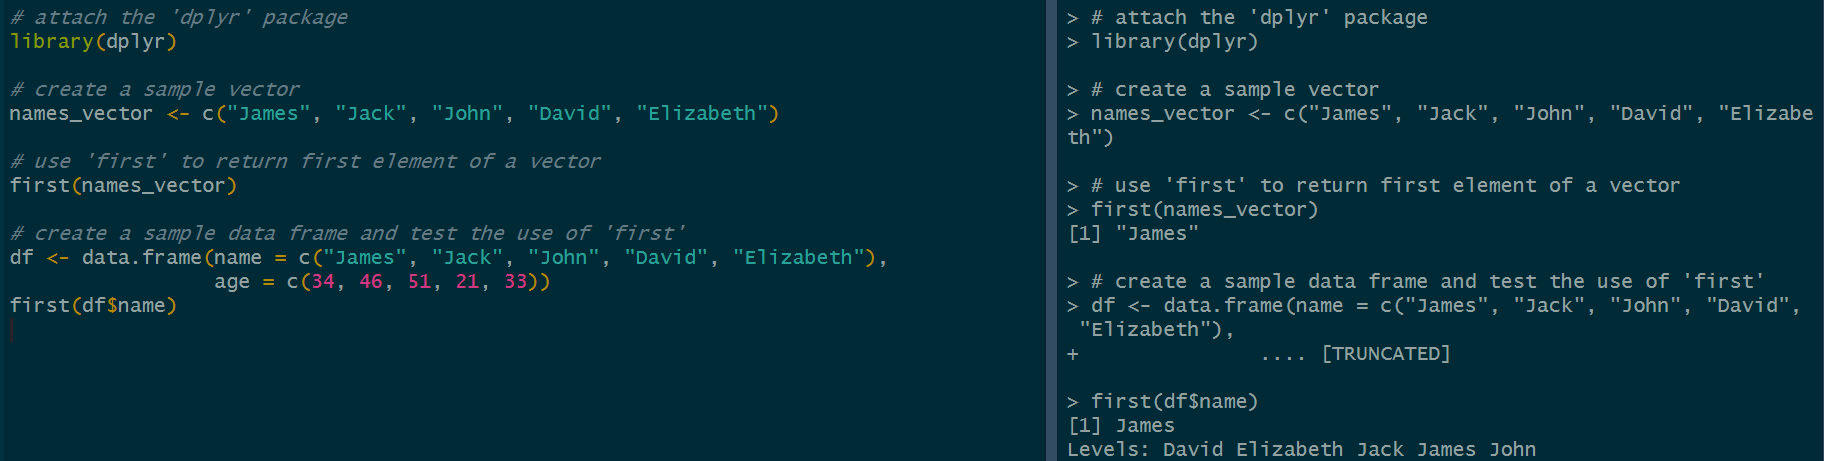 # attach the 'dplyr' package
library(dplyr)

# create a sample vector
names_vector <- c("James", "Jack", "John", "David", "Elizabeth")

# use 'first' to return first element of a vector
first(names_vector)

# create a sample data frame and test the use of 'first'
df <- data.frame(name = c("James", "Jack", "John", "David", "Elizabeth"),
                 age = c(34, 46, 51, 21, 33))
first(df$name)

> # attach the 'dplyr' package
> library(dplyr)

> # create a sample vector
> names_vector <- c("James", "Jack", "John", "David", "Elizabe
th")

> # use 'first' to return first element of a vector
> first(names_vector)
[1] "James"

> # create a sample data frame and test the use of 'first'
> df <- data.frame(name = c("James", "Jack", "John", "David",
 "Elizabeth"),
+               .... [TRUNCATED]

> first(df$name)
[1] James
Levels: David Elizabeth Jack James John